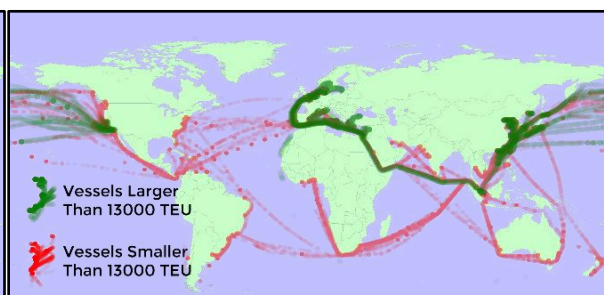 Vessels Larger
Than 13000 TEU
Vessels Smaller
Than 13000 TEU